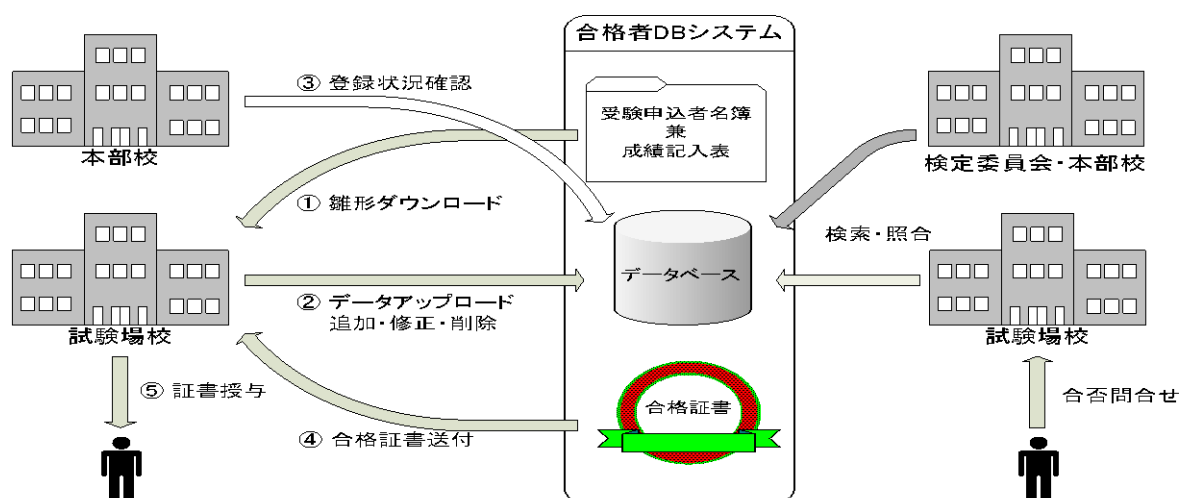 合格者DBシステム
③ 登録状況確認
受験申込者名簿
兼
成績記入表
本部校
検定委員会・本部校
① 雛形ダウンロード
検索・照合
データベース
② データアップロード
追加・修正・削除
試験場校
試験場校
⑤ 証書授与
合格証書
合否問合せ
④ 合格証書送付